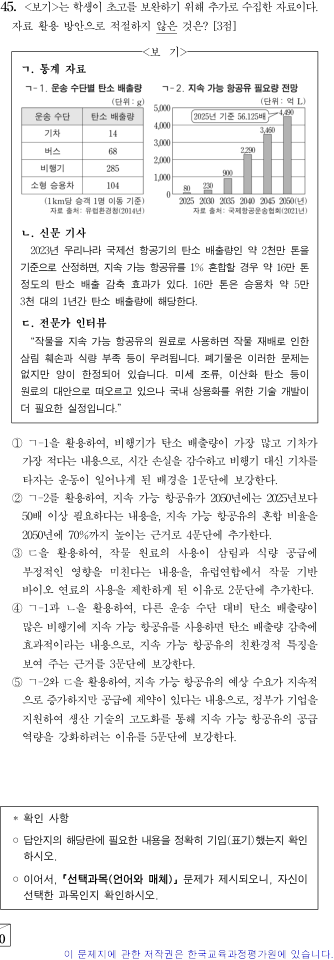 45. <보기>는 학생이 초고를 보완하기 위해 추가로 수집한 자료이다.
자료 활용 방안으로 적절하지 않은 것은? [3점]
<보 기>
ㄱ. 통계 자료
ㄱ-1. 운송 수단별 탄소 배출량
(단위: g)
운송 수단 탄소 배출량
기차 14
버스 68
비행기 285
소형 승용차 104
(1km당 승객 1명 이동 기준)
자료 출처: 유럽환경청(2014년)
ㄱ-2. 지속 가능 항공유 필요량 전망
(단위: 억 L)
2025년 기준 56.125배
5,000
4,000
3,000
2,000
1,000
0
80 230 900 2,290 3,460 4,490
2025 2030 2035 2040 2045 2050(년)
자료 출처: 국제항공운송협회(2021년)
ㄴ. 신문 기사
2023년 우리나라 국제선 항공기의 탄소 배출량인 약 2천만 톤을
기준으로 산정하면, 지속 가능 항공유를 1% 혼합할 경우 약 16만 톤
정도의 탄소 배출 감축 효과가 있다. 16만 톤은 승용차 약 5만
3천 대의 1년간 탄소 배출량에 해당한다.
ㄷ. 전문가 인터뷰
“작물을 지속 가능 항공유의 원료로 사용하면 작물 재배로 인한
삼림 훼손과 식량 부족 등이 우려됩니다. 폐기물은 이러한 문제는
없지만 양이 한정되어 있습니다. 미세 조류, 이산화 탄소 등이
원료의 대안으로 떠오르고 있으나 국내 상용화를 위한 기술 개발이
더 필요한 실정입니다.”
① ㄱ-1을 활용하여, 비행기가 탄소 배출량이 가장 많고 기차가
가장 적다는 내용으로, 시간 손실을 감수하고 비행기 대신 기차를
타자는 운동이 일어나게 된 배경을 1문단에 보강한다.
② ㄱ-2를 활용하여, 지속 가능 항공유가 2050년에는 2025년보다
50배 이상 필요하다는 내용을, 지속 가능 항공유의 혼합 비율을
2050년에 70%까지 높이는 근거로 4문단에 추가한다.
③ ㄷ을 활용하여, 작물 원료의 사용이 삼림과 식량 공급에
부정적인 영향을 미친다는 내용을, 유럽연합에서 작물 기반
바이오 연료의 사용을 제한하게 된 이유로 2문단에 추가한다.
④ ㄱ-1과 ㄴ을 활용하여, 다른 운송 수단 대비 탄소 배출량이
많은 비행기에 지속 가능 항공유를 사용하면 탄소 배출량 감축에
효과적이라는 내용으로, 지속 가능 항공유의 친환경적 특징을
보여 주는 근거를 3문단에 보강한다.
⑤ ㄱ-2와 ㄷ을 활용하여, 지속 가능 항공유의 예상 수요가 지속적
으로 증가하지만 공급에 제약이 있다는 내용으로, 정부가 기업을
지원하여 생산 기술의 고도화를 통해 지속 가능 항공유의 공급
역량을 강화하려는 이유를 5문단에 보강한다.
* 확인 사항
○ 답안지의 해당란에 필요한 내용을 정확히 기입(표기)했는지 확인
하시오.
○ 이어서, 「선택과목(언어와 매체)」 문제가 제시되오니, 자신이
선택한 과목인지 확인하시오.
0
이 문제지에 관한 저작권은 한국교육과정평가원에 있습니다.